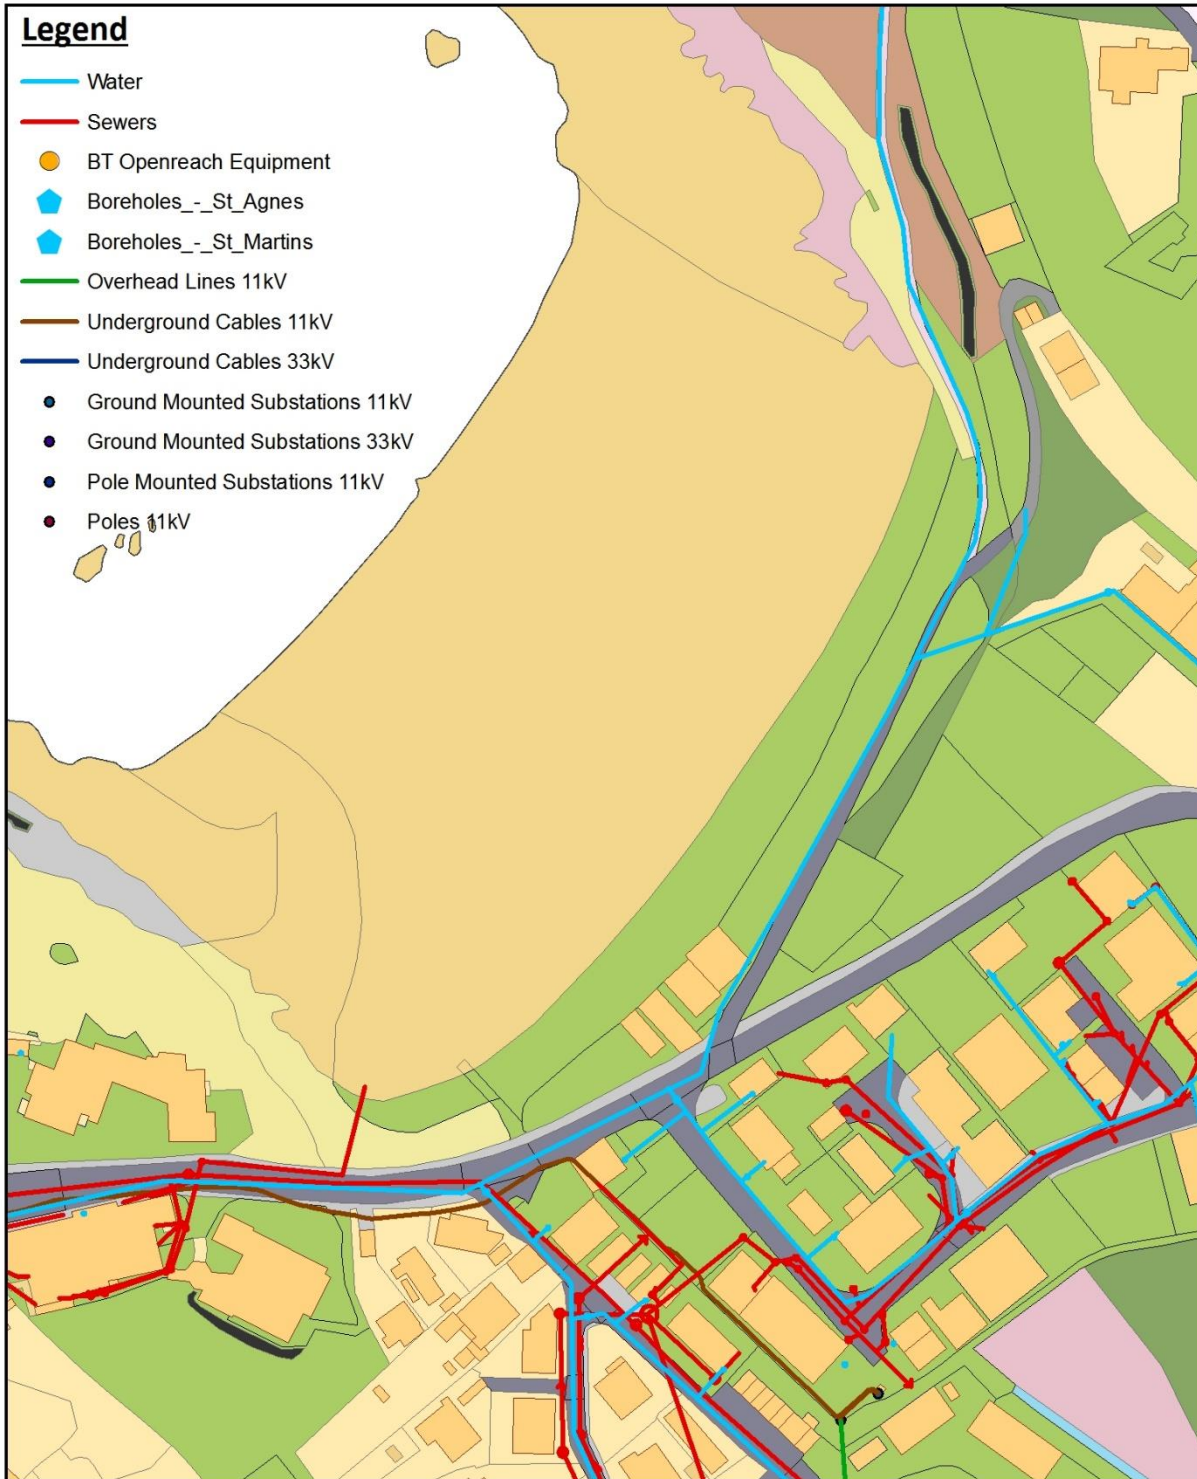 Legend
Water
Sewers
BT Openreach Equipment
Boreholes_-_St_Agnes
Boreholes_-_St_Martins
Overhead Lines 11kV
Underground Cables 11kV
Underground Cables 33kV
Ground Mounted Substations 11kV
Ground Mounted Substations 33kV
Pole Mounted Substations 11kV
Poles 11kV